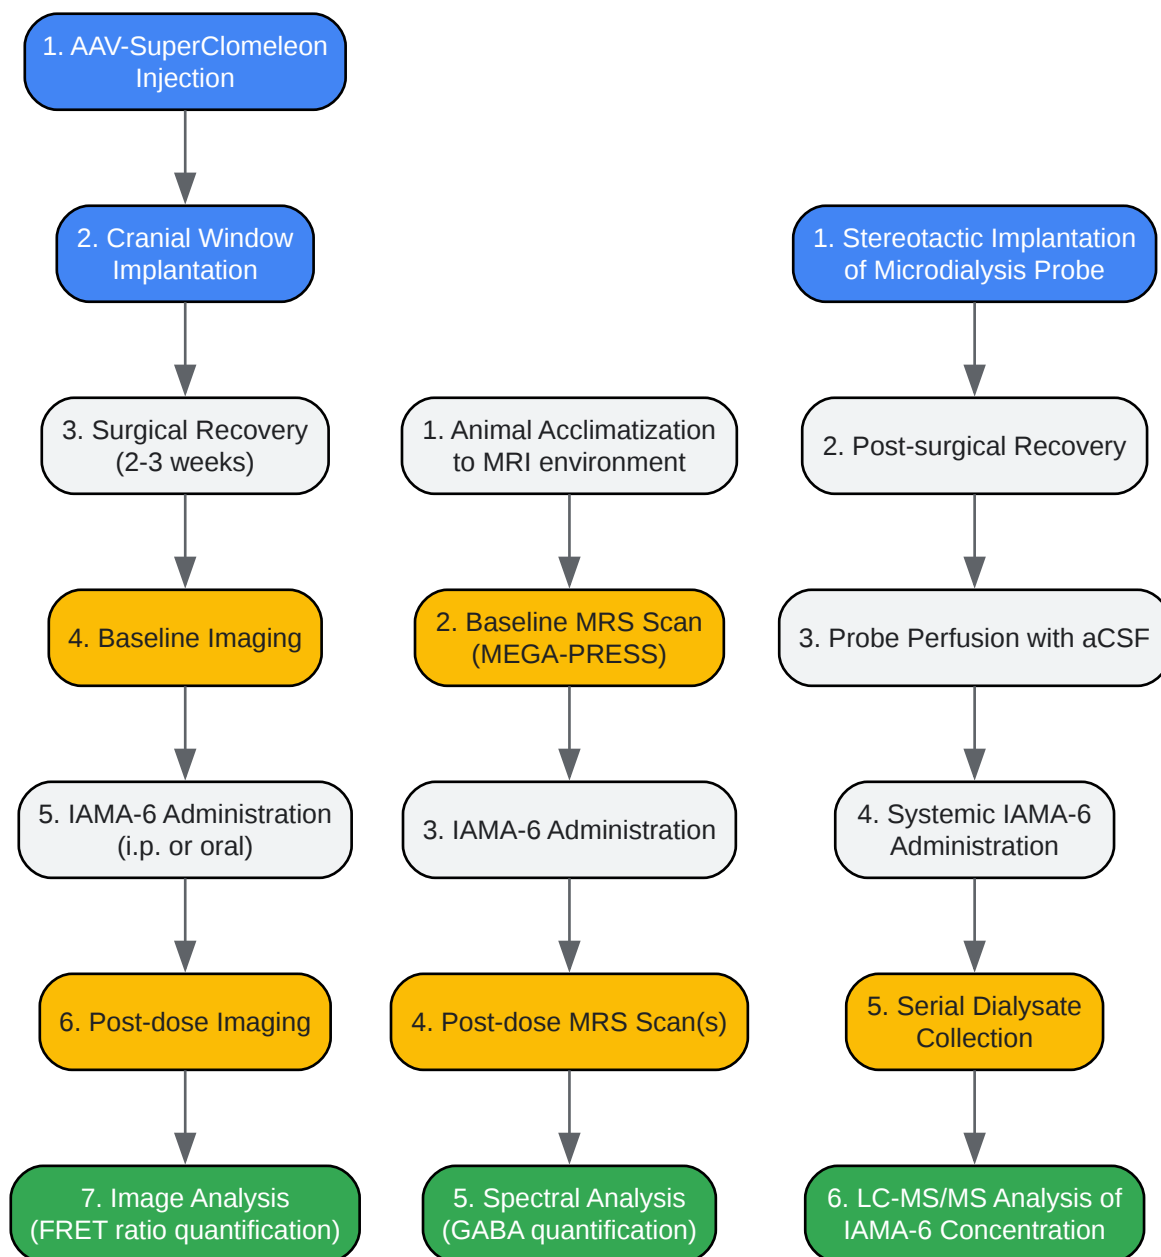 1. AAV-SuperClomeleon
Injection
2. Cranial Window
Implantation
3. Surgical Recovery
(2-3 weeks)
4. Baseline Imaging
5. IAMA-6 Administration
(i.p. or oral)
6. Post-dose Imaging
7. Image Analysis
(FRET ratio quantification)
1. Animal Acclimatization
to MRI environment
2. Baseline MRS Scan
(MEGA-PRESS)
3. IAMA-6 Administration
4. Post-dose MRS Scan(s)
5. Spectral Analysis
(GABA quantification)
1. Stereotactic Implantation
of Microdialysis Probe
2. Post-surgical Recovery
3. Probe Perfusion with aCSF
4. Systemic IAMA-6
Administration
5. Serial Dialysate
Collection
6. LC-MS/MS Analysis of
IAMA-6 Concentration